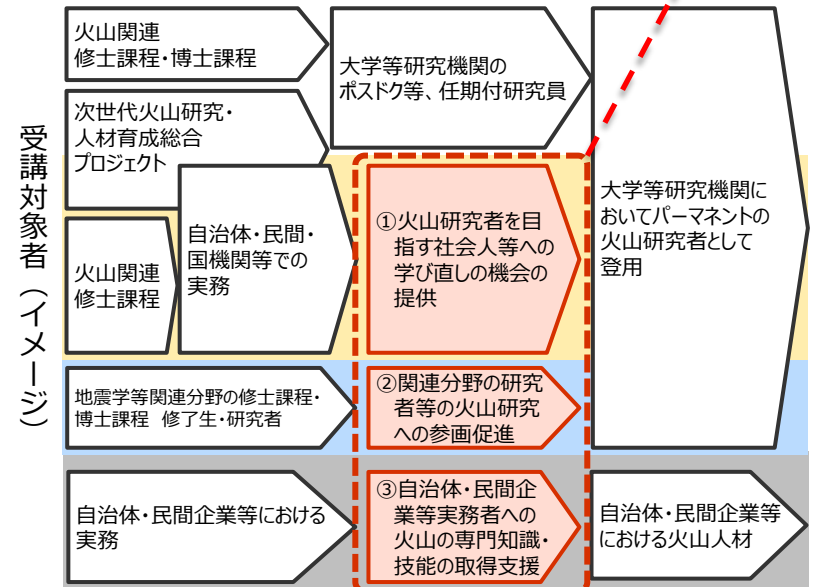 受講対象者（イメージ）
火山関連
修士課程・博士課程
大学等研究機関の
ポスドク等、任期付研究員
次世代火山研究・
人材育成総合
プロジェクト
火山関連
修士課程
自治体・民間・
国機関等での
実務
①火山研究者を目
指す社会人等への
学び直しの機会の
提供
大学等研究機関に
おいてパーマネントの
火山研究者として
登用
地震学等関連分野の修士課程・
博士課程 修了生・研究者
②関連分野の研究
者等の火山研究
への参画促進
自治体・民間企業等における
実務
③自治体・民間企
業等実務者への
火山の専門知識・
技能の取得支援
自治体・民間企業等
における火山人材